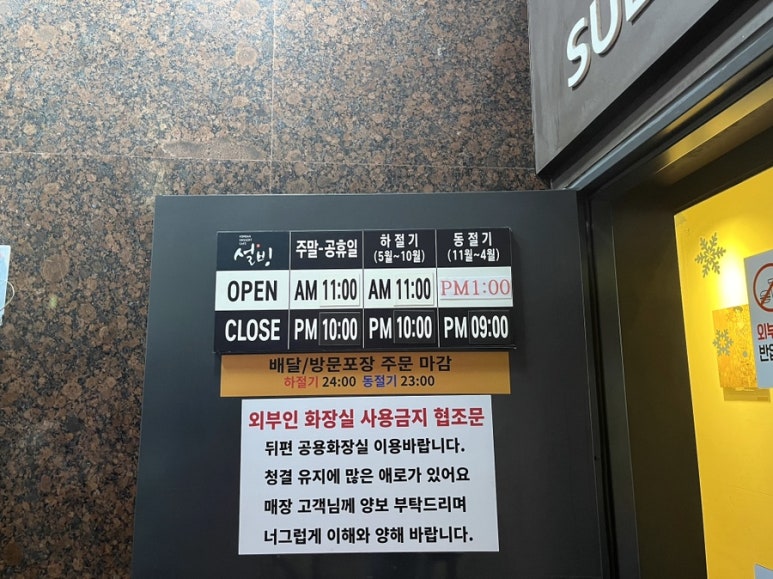 SUL
설빙
주말-공휴일
하절기
(5월~10월)
동절기
(11월~4월)
OPEN AM 11:00 AM 11:00 PM 1:00
CLOSE PM 10:00 PM 10:00 PM 09:00
배달/방문포장 주문 마감
하절기 24:00 동절기 23:00
외부인 화장실 사용금지 협조문
뒤편 공용화장실 이용바랍니다.
청결 유지에 많은 애로가 있어요
매장 고객님께 양보 부탁드리며
너그럽게 이해와 양해 바랍니다.